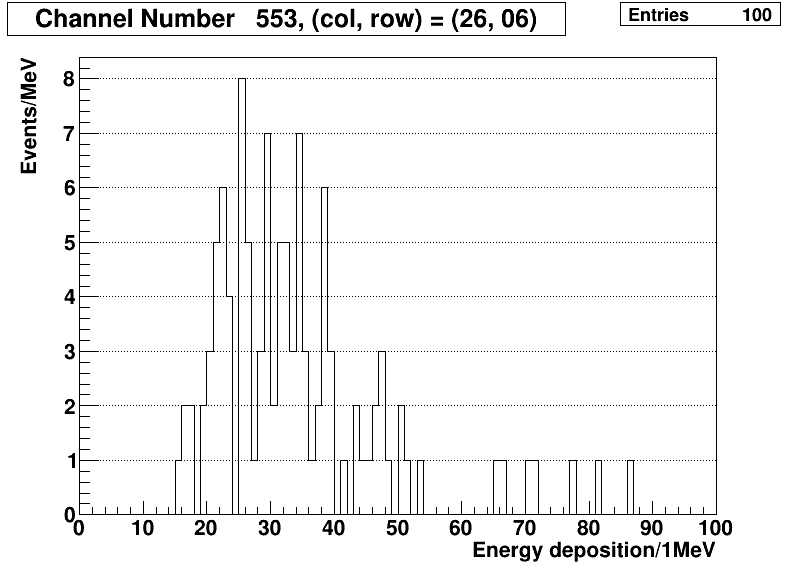 Channel Number 553, (col, row) = (26, 06)
Entries 100
Events/MeV
8
7
6
5
4
3
2
1
0
0 10 20 30 40 50 60 70 80 90 100
Energy deposition/1MeV